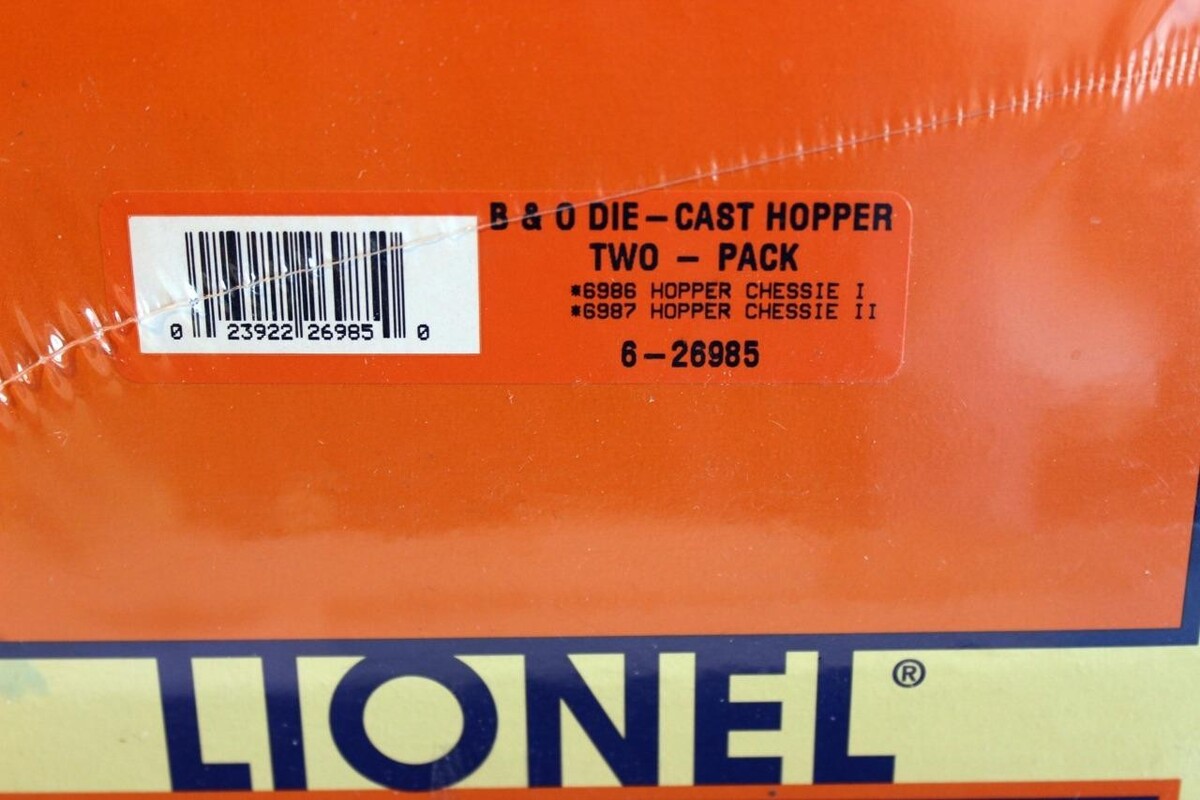 B & O DIE-CAST HOPPER
TWO - PACK
*6986 HOPPER CHESSIE I
*6987 HOPPER CHESSIE II
6-26985
0 23922 26985 0
LIONEL®